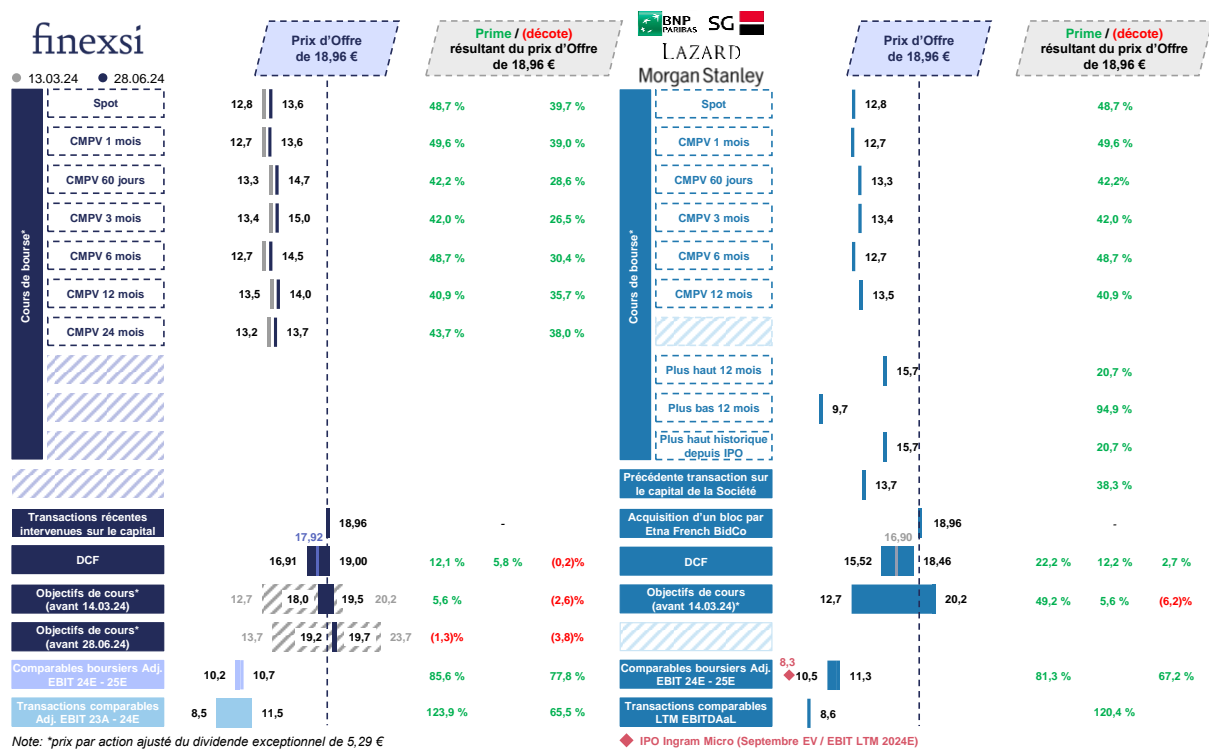 finexsi
13.03.24 28.06.24
Prix d'Offre
de 18,96 €
Prime / (décote)
résultant du prix d'Offre
de 18,96 €
Cours de bourse*
Spot 12,8 13,6 48,7 % 39,7 %
CMPV 1 mois 12,7 13,6 49,6 % 39,0 %
CMPV 60 jours 13,3 14,7 42,2 % 28,6 %
CMPV 3 mois 13,4 15,0 42,0 % 26,5 %
CMPV 6 mois 12,7 14,5 48,7 % 30,4 %
CMPV 12 mois 13,5 14,0 40,9 % 35,7 %
CMPV 24 mois 13,2 13,7 43,7 % 38,0 %
Transactions récentes
intervenues sur le capital
18,96 -
17,92
DCF 16,91 19,00 12,1 % 5,8 % (0,2)%
Objectifs de cours*
(avant 14.03.24)
12,7 18,0 19,5 20,2 5,6 % (2,6)%
Objectifs de cours*
(avant 28.06.24)
13,7 19,2 19,7 23,7 (1,3)% (3,8)%
Comparables boursiers Adj.
EBIT 24E - 25E
10,2 10,7 85,6 % 77,8 %
Transactions comparables
Adj. EBIT 23A - 24E
8,5 11,5 123,9 % 65,5 %
Note: *prix par action ajusté du dividende exceptionnel de 5,29 €
BNP
PARIBAS
SG
LAZARD
Morgan Stanley
Prix d'Offre
de 18,96 €
Prime / (décote)
résultant du prix d'Offre
de 18,96 €
Cours de bourse*
Spot 12,8 48,7 %
CMPV 1 mois 12,7 49,6 %
CMPV 60 jours 13,3 42,2%
CMPV 3 mois 13,4 42,0 %
CMPV 6 mois 12,7 48,7 %
CMPV 12 mois 13,5 40,9 %
Plus haut 12 mois 15,7 20,7 %
Plus bas 12 mois 9,7 94,9 %
Plus haut historique
depuis IPO
15,7 20,7 %
Précédente transaction sur
le capital de la Société
13,7 38,3 %
Acquisition d'un bloc par
Etna French BidCo
18,96 -
16,90
DCF 15,52 18,46 22,2 % 12,2 % 2,7 %
Objectifs de cours
(avant 14.03.24)*
12,7 20,2 49,2 % 5,6 % (6,2)%
Comparables boursiers Adj.
EBIT 24E - 25E
8,3
10,5 11,3 81,3 % 67,2 %
Transactions comparables
LTM EBITDAaL
8,6 120,4 %
IPO Ingram Micro (Septembre EV / EBIT LTM 2024E)